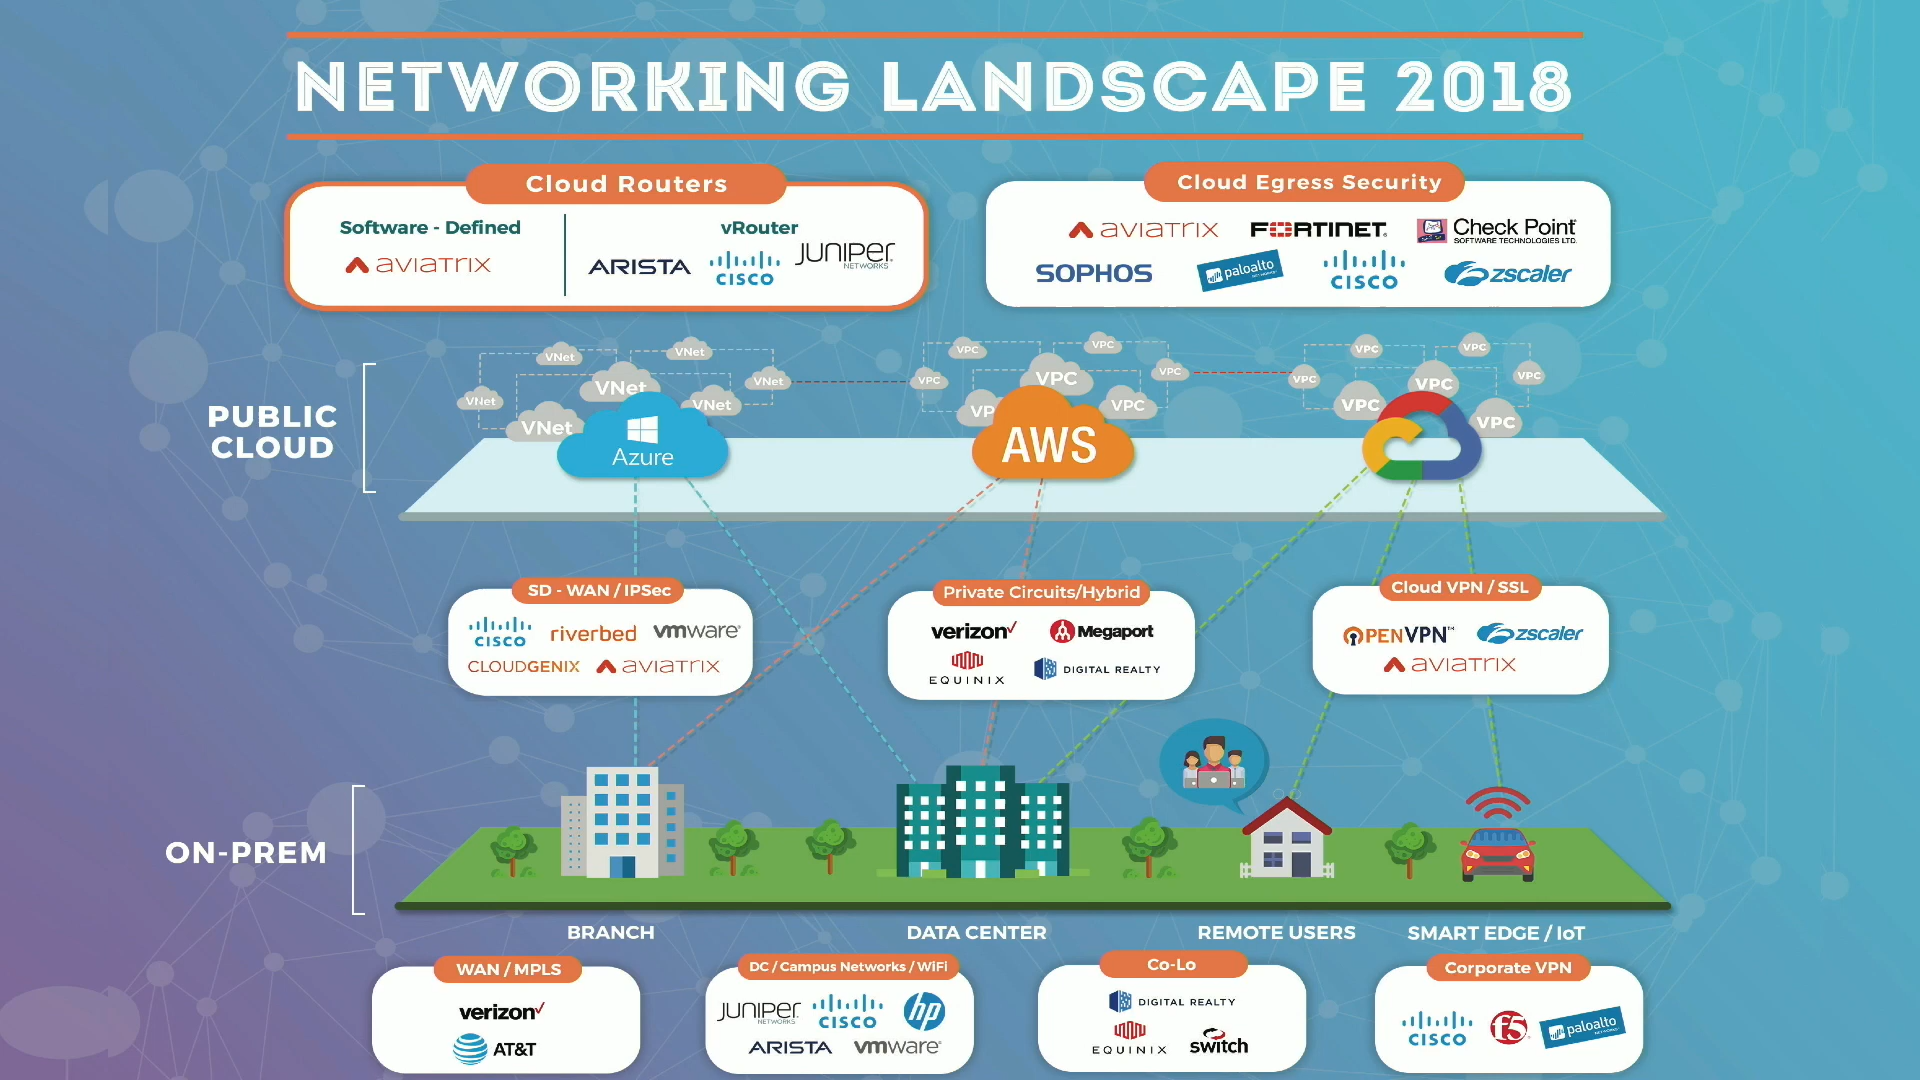 NETWORKING LANDSCAPE 2018
Cloud Routers
Software - Defined
AVIATRIX
vRouter
ARISTA
CISCO
JUNIPER
NETWORKS
Cloud Egress Security
AVIATRIX
FORTINET
Check Point
SOFTWARE TECHNOLOGIES LTD.
SOPHOS
paloalto
CISCO
zscaler
PUBLIC
CLOUD
VNet
VNet
VNet
VNet
VNet
VNet
VNet
Azure
VPC
VPC
VPC
VPC
VPC
VP
VPC
AWS
VPC
VPC
VPC
VPC
VPC
VPC
VPC
SD - WAN / IPSec
CISCO
riverbed
vmware
CLOUDGENIX
AVIATRIX
Private Circuits/Hybrid
verizon
Megaport
EQUINIX
DIGITAL REALTY
Cloud VPN / SSL
OPENVPN™
zscaler
AVIATRIX
ON-PREM
BRANCH
DATA CENTER
REMOTE USERS
SMART EDGE / IoT
WAN / MPLS
verizon
AT&T
DC / Campus Networks / WiFi
JUNIPER
NETWORKS
CISCO
hp
ARISTA
vmware
Co-Lo
DIGITAL REALTY
EQUINIX
switch
Corporate VPN
CISCO
f5
paloalto